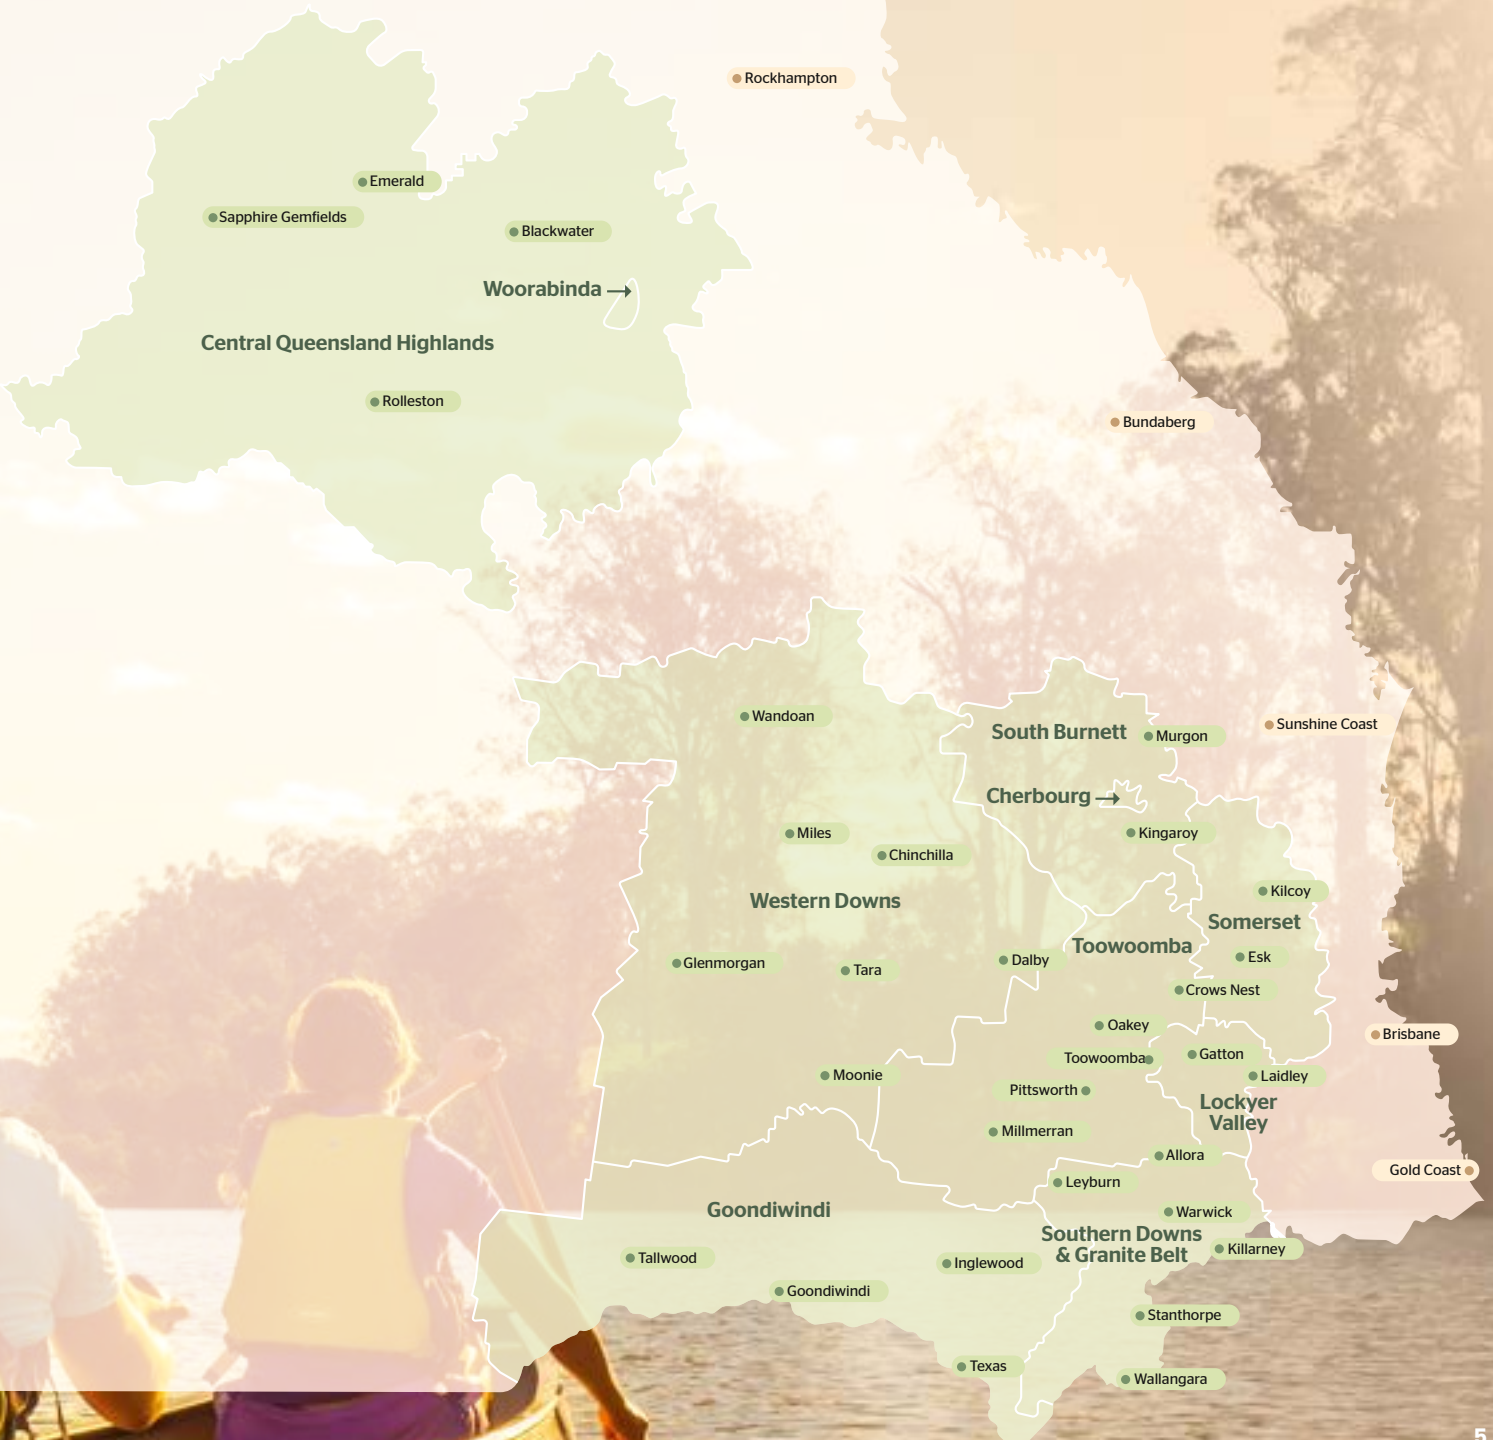 Rockhampton
Emerald
Sapphire Gemfields
Blackwater
Woorabinda
Central Queensland Highlands
Rolleston
Bundaberg
Wandoan
South Burnett
Murgon
Sunshine Coast
Cherbourg
Miles
Kingaroy
Chinchilla
Western Downs
Kilcoy
Somerset
Toowoomba
Glenmorgan
Tara
Dalby
Esk
Crows Nest
Oakey
Brisbane
Toowoomba
Gatton
Moonie
Laidley
Pittsworth
Lockyer
Valley
Millmerran
Allora
Gold Coast
Leyburn
Goondiwindi
Warwick
Southern Downs
& Granite Belt
Killarney
Tallwood
Inglewood
Goondiwindi
Stanthorpe
Texas
Wallangara
5